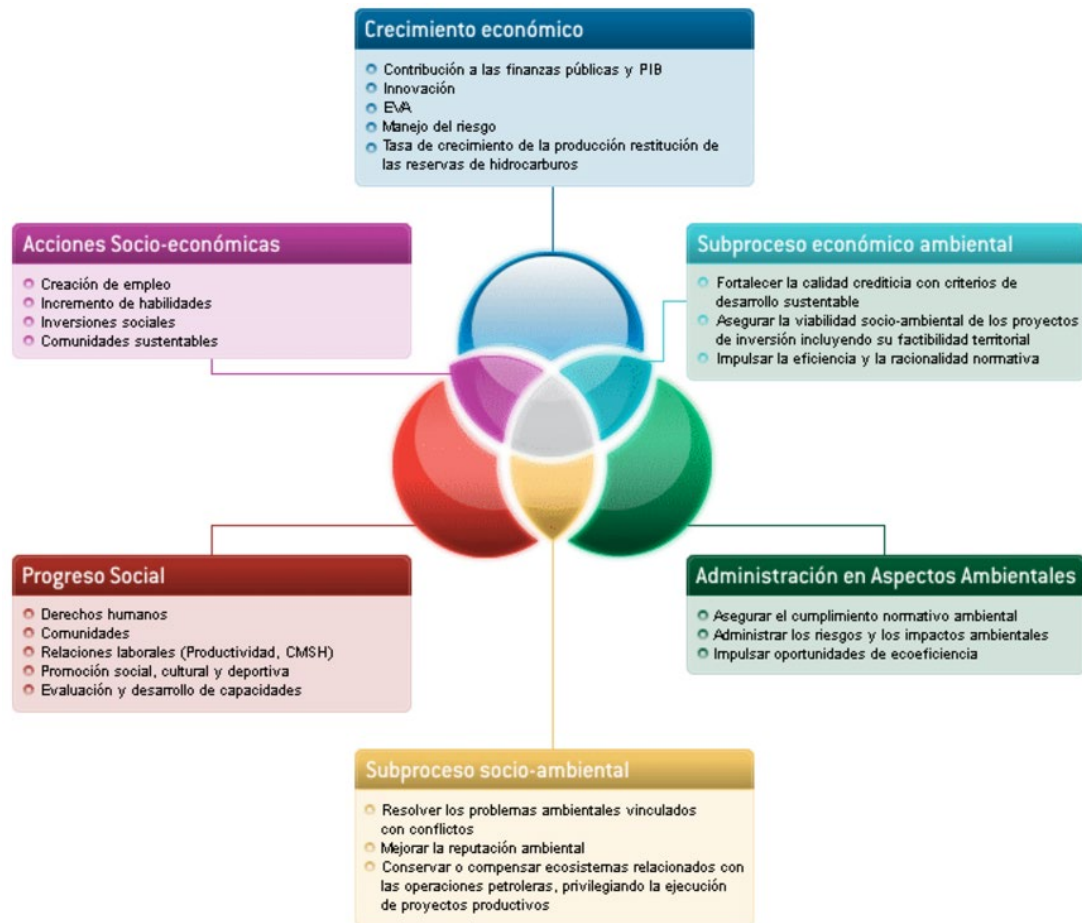 Crecimiento económico
Contribución a las finanzas públicas y PIB
Innovación
EVA
Manejo del riesgo
Tasa de crecimiento de la producción restitución de
las reservas de hidrocarburos
Acciones Socio-económicas
Creación de empleo
Incremento de habilidades
Inversiones sociales
Comunidades sustentables
Subproceso económico ambiental
Fortalecer la calidad crediticia con criterios de
desarrollo sustentable
Asegurar la viabilidad socio-ambiental de los proyectos
de inversión incluyendo su factibilidad territorial
Impulsar la eficiencia y la racionalidad normativa
Progreso Social
Derechos humanos
Comunidades
Relaciones laborales (Productividad, CMSH)
Promoción social, cultural y deportiva
Evaluación y desarrollo de capacidades
Administración en Aspectos Ambientales
Asegurar el cumplimiento normativo ambiental
Administrar los riesgos y los impactos ambientales
Impulsar oportunidades de ecoeficiencia
Subproceso socio-ambiental
Resolver los problemas ambientales vinculados
con conflictos
Mejorar la reputación ambiental
Conservar o compensar ecosistemas relacionados con
las operaciones petroleras, privilegiando la ejecución
de proyectos productivos